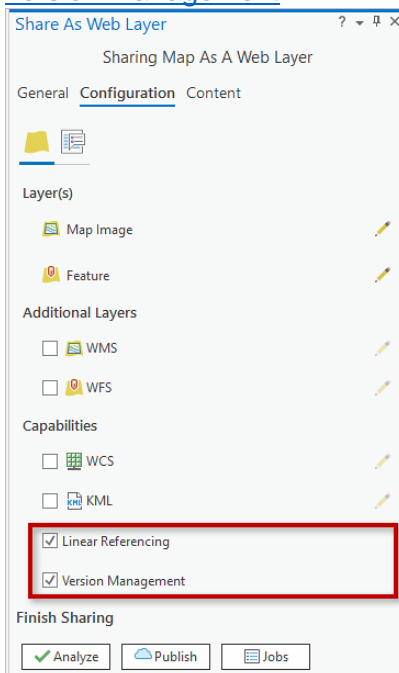 Share As Web Layer
Sharing Map As A Web Layer
General Configuration Content
Layer(s)
Map Image
Feature
Additional Layers
WMS
WFS
Capabilities
WCS
KML
Linear Referencing
Version Management
Finish Sharing
Analyze Publish Jobs